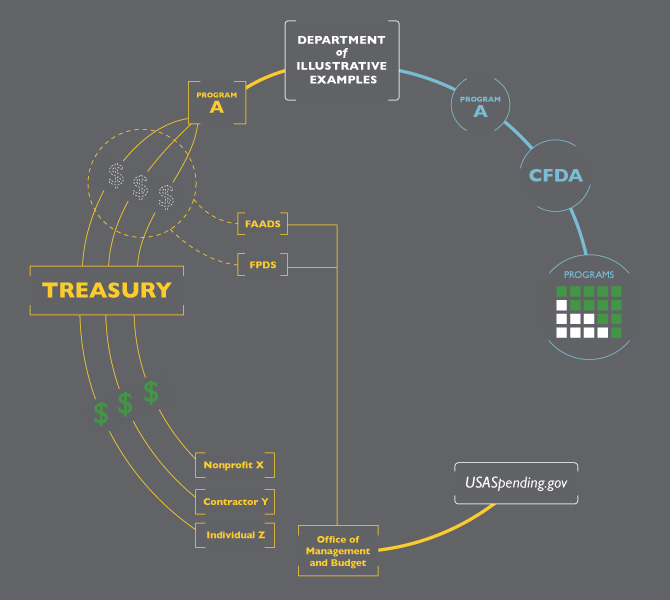 DEPARTMENT
of
ILLUSTRATIVE
EXAMPLES
PROGRAM
A
PROGRAM
A
CFDA
$
$
$
FAADS
FPDS
PROGRAMS
TREASURY
$
$
$
Nonprofit X
Contractor Y
Individual Z
USASpending.gov
Office of
Management
and Budget